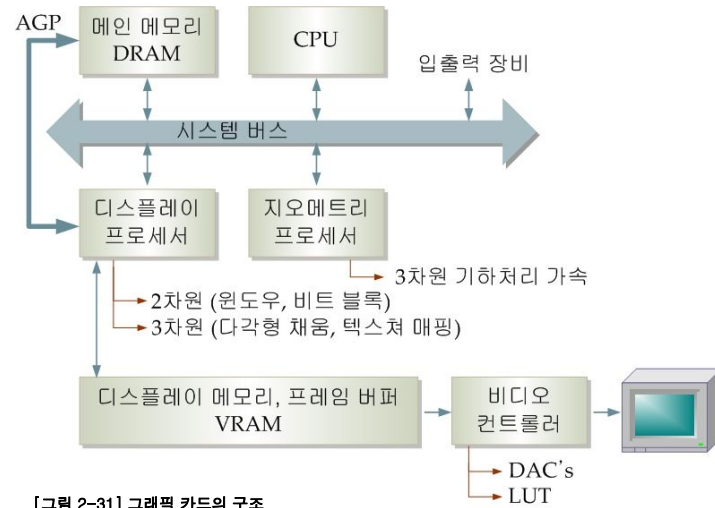 AGP
메인 메모리
DRAM
CPU
입출력 장비
시스템 버스
디스플레이
프로세서
지오메트리
프로세서
3차원 기하처리 가속
2차원 (윈도우, 비트 블록)
3차원 (다각형 채움, 텍스쳐 매핑)
디스플레이 메모리, 프레임 버퍼
VRAM
비디오
컨트롤러
DAC's
LUT
[그림 2-31] 그래픽 카드의 구조